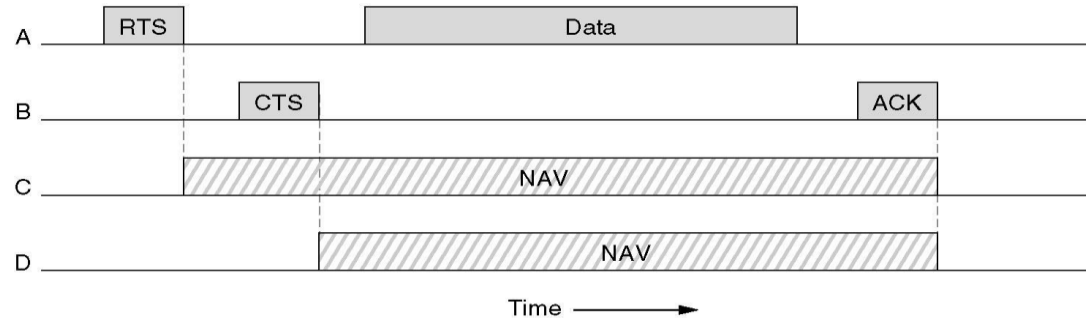 A RTS Data
B CTS ACK
C NAV
D NAV
Time